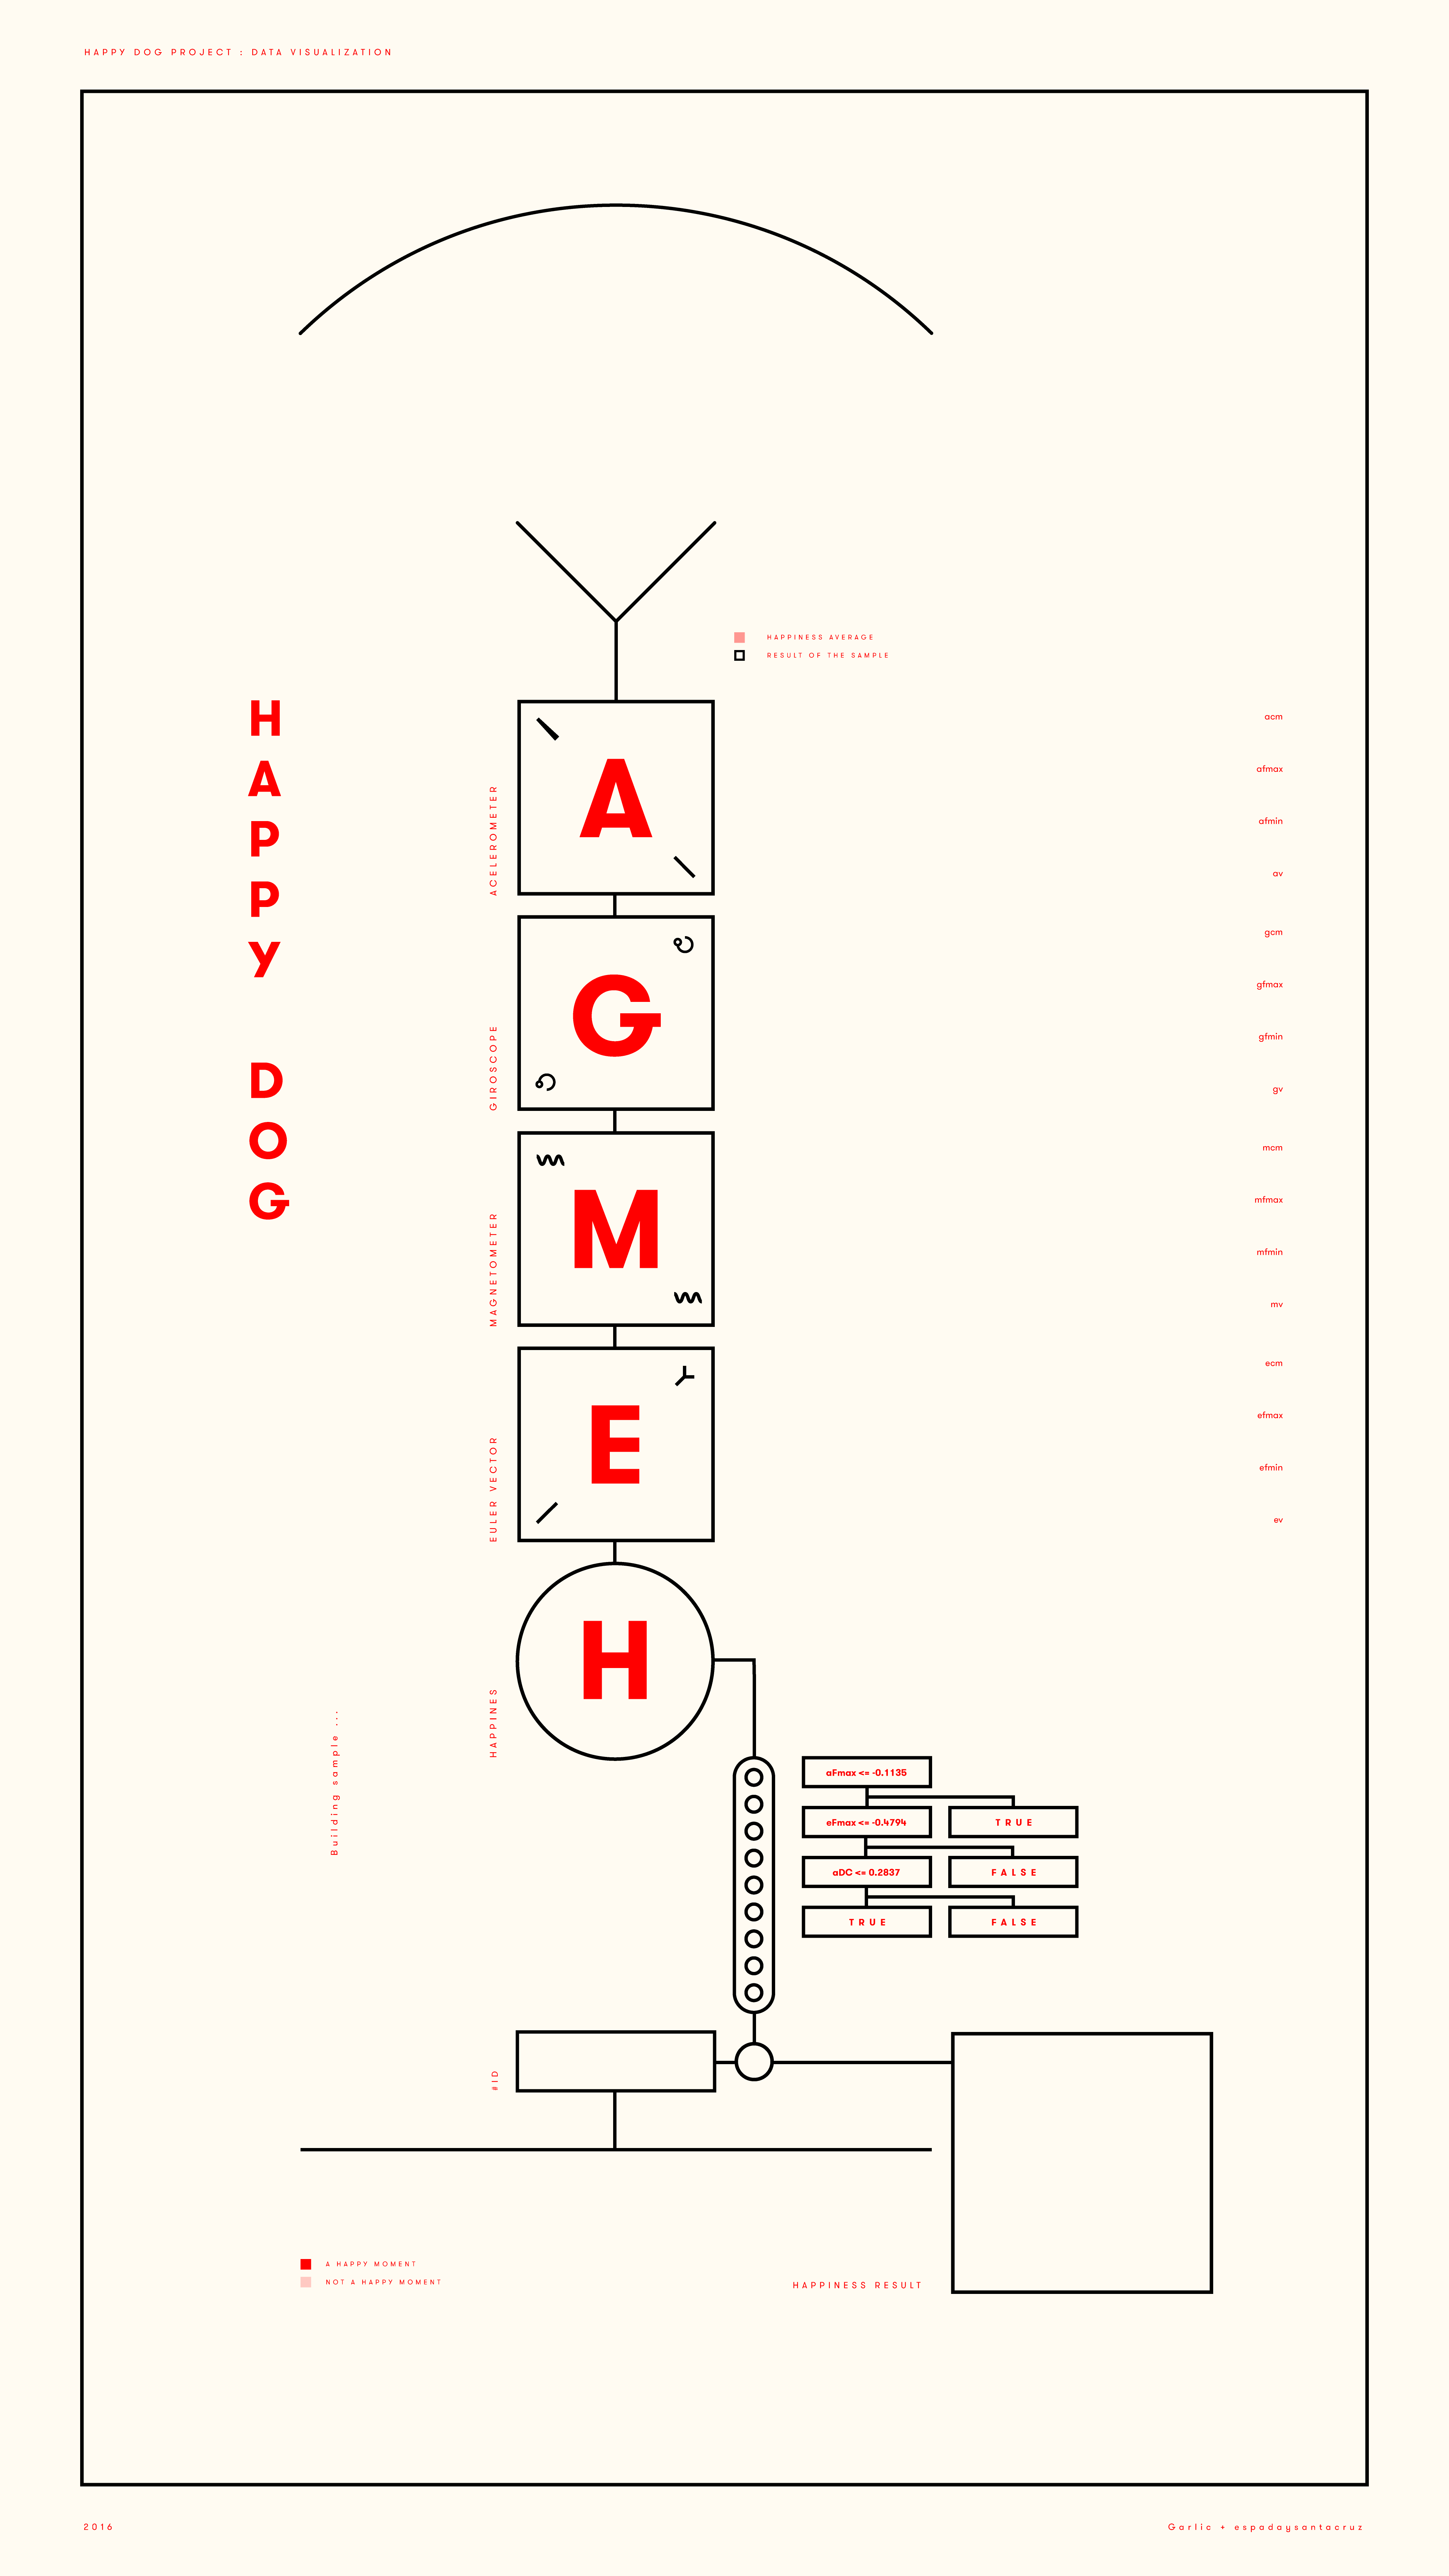 HAPPY DOG PROJECT : DATA VISUALIZATION
HAPPINESS AVERAGE
RESULT OF THE SAMPLE
HAPPY DOG
ACELEROMETER
A
acm
afmax
afmin
av
GIROSCOPE
G
gcm
gfmax
gfmin
gv
MAGNETOMETER
M
mcm
mfmax
mfmin
mv
EULER VECTOR
E
ecm
efmax
efmin
ev
HAPPINES
H
Building sample ...
aFmax <= -0.1135
eFmax <= -0.4794
TRUE
aDC <= 0.2837
FALSE
TRUE
FALSE
#ID
A HAPPY MOMENT
NOT A HAPPY MOMENT
HAPPINESS RESULT
2016
Garlic + espadaysantacruz